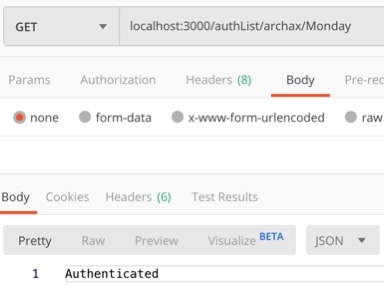 GET localhost:3000/authList/archax/Monday
Params Authorization Headers (8) Body Pre-req
none form-data x-www-form-urlencoded raw
Body Cookies Headers (6) Test Results
Pretty Raw Preview Visualize BETA JSON
1 Authenticated